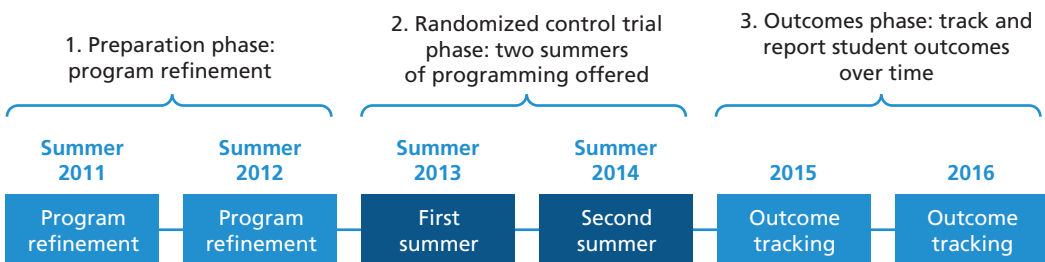 1. Preparation phase:
program refinement
2. Randomized control trial
phase: two summers
of programming offered
3. Outcomes phase: track and
report student outcomes
over time
Summer
2011
Summer
2012
Summer
2013
Summer
2014
2015
2016
Program
refinement
Program
refinement
First
summer
Second
summer
Outcome
tracking
Outcome
tracking